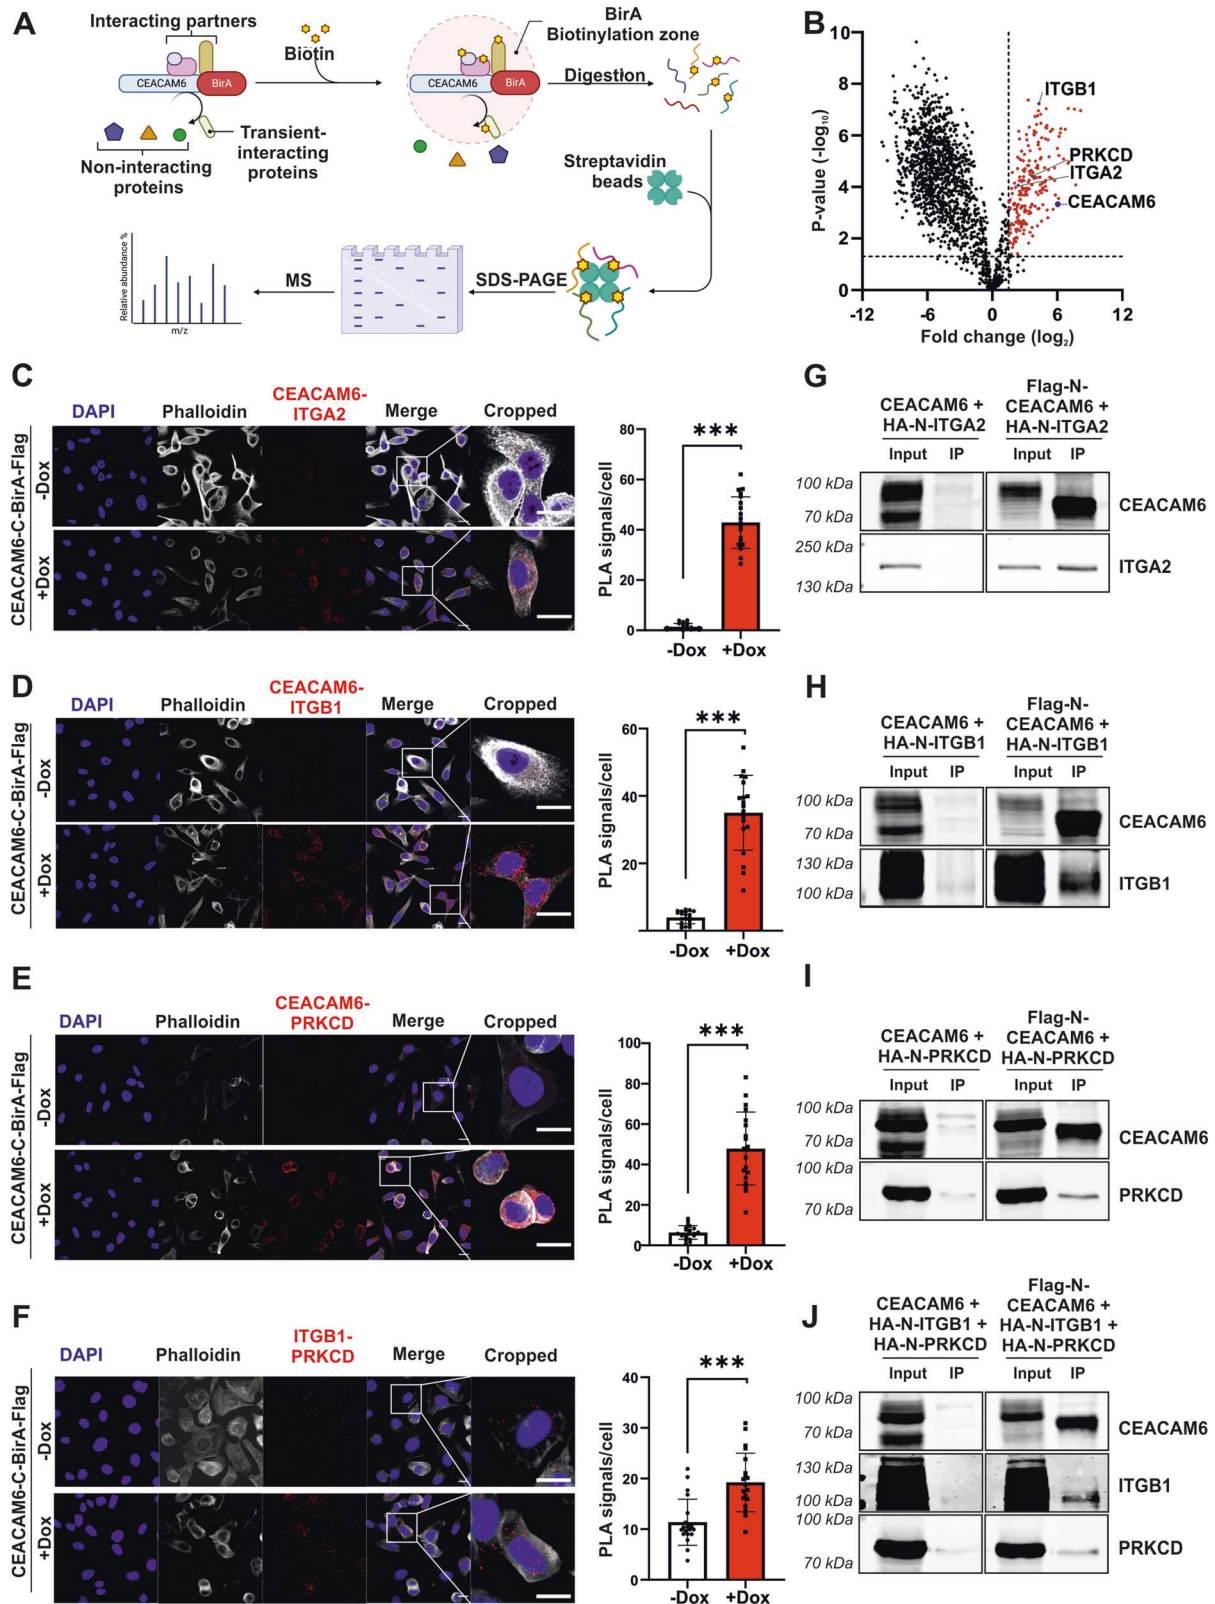 A
Interacting partners
Biotin
CEACAM6
BirA
Transient-
interacting
proteins
Non-interacting
proteins
BirA
Biotinylation zone
CEACAM6
BirA
Digestion
Streptavidin
beads
SDS-PAGE
MS
Relative abundance %
m/z
B
P-value (-log₁₀)
10
8
6
4
2
0
-12
-6
0
6
12
Fold change (log₂)
ITGB1
PRKCD
ITGA2
CEACAM6
C
CEACAM6-C-BirA-Flag
-Dox
+Dox
DAPI
Phalloidin
CEACAM6-
ITGA2
Merge
Cropped
PLA signals/cell
80
60
40
20
0
***
-Dox
+Dox
D
CEACAM6-C-BirA-Flag
-Dox
+Dox
DAPI
Phalloidin
CEACAM6-
ITGB1
Merge
Cropped
PLA signals/cell
60
40
20
***
-Dox
+Dox
E
CEACAM6-C-BirA-Flag
-Dox
+Dox
DAPI
Phalloidin
CEACAM6-
PRKCD
Merge
Cropped
PLA signals/cell
100
80
60
40
20
0
***
-Dox
+Dox
F
CEACAM6-C-BirA-Flag
-Dox
+Dox
DAPI
Phalloidin
ITGB1-
PRKCD
Merge
Cropped
PLA signals/cell
40
30
20
10
0
***
-Dox
+Dox
G
CEACAM6 +
HA-N-ITGA2
Flag-N-
CEACAM6 +
HA-N-ITGA2
Input IP Input IP
100 kDa
70 kDa
CEACAM6
250 kDa
130 kDa
ITGA2
H
CEACAM6 +
HA-N-ITGB1
Flag-N-
CEACAM6 +
HA-N-ITGB1
Input IP Input IP
100 kDa
70 kDa
CEACAM6
130 kDa
100 kDa
ITGB1
I
CEACAM6 +
HA-N-PRKCD
Flag-N-
CEACAM6 +
HA-N-PRKCD
Input IP Input IP
100 kDa
70 kDa
CEACAM6
100 kDa
70 kDa
PRKCD
J
CEACAM6 +
HA-N-ITGB1 +
HA-N-PRKCD
Flag-N-
CEACAM6 +
HA-N-ITGB1 +
HA-N-PRKCD
Input IP Input IP
100 kDa
70 kDa
CEACAM6
130 kDa
100 kDa
ITGB1
100 kDa
70 kDa
PRKCD